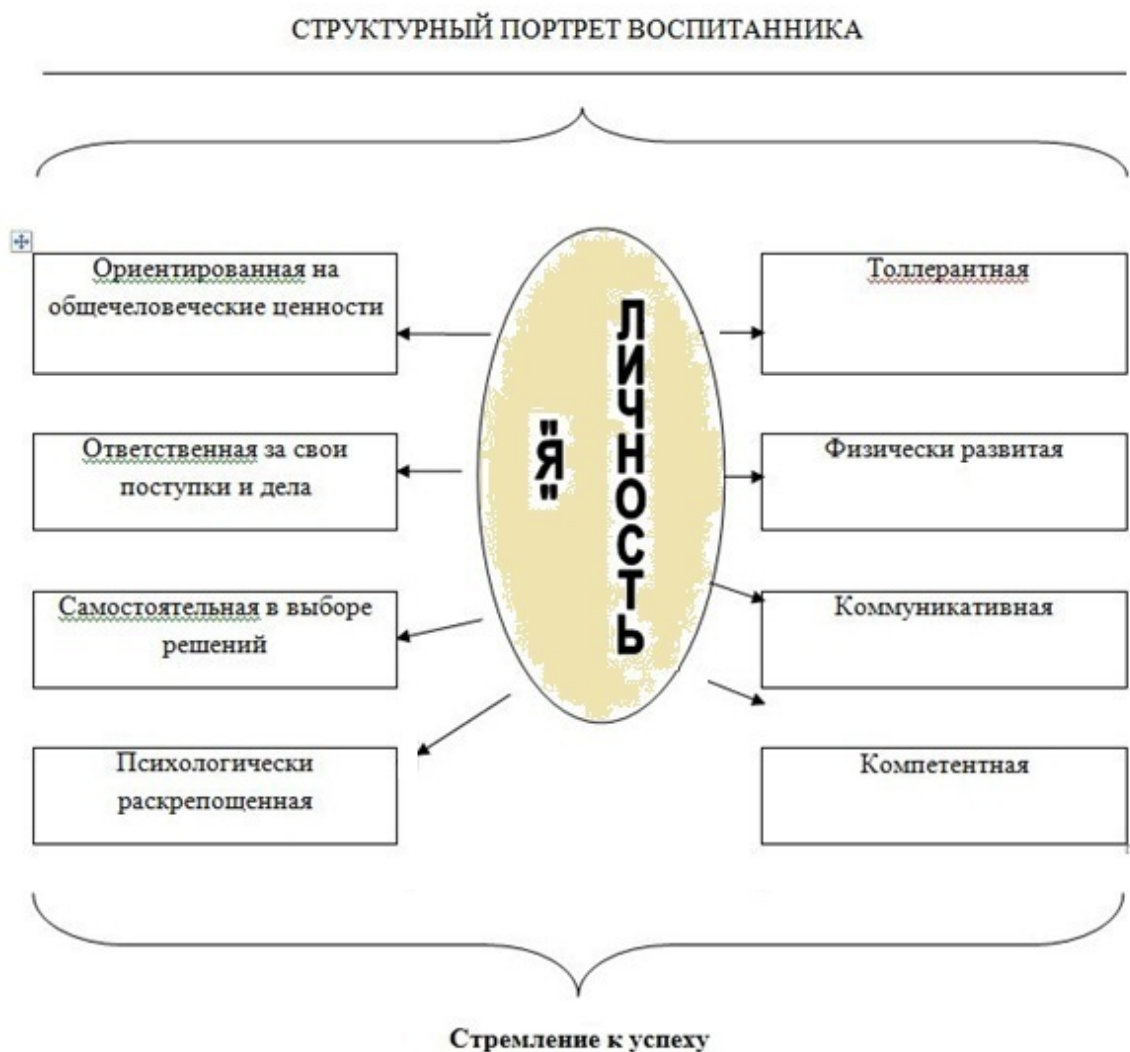 СТРУКТУРНЫЙ ПОРТРЕТ ВОСПИТАННИКА
Ориентированная на
общечеловеческие ценности
Ответственная за свои
поступки и дела
Самостоятельная в выборе
решений
Психологически
раскрепощенная
"Я"
ЛИЧНОСТЬ
Толлерантная
Физически развитая
Коммуникативная
Компетентная
Стремление к успеху